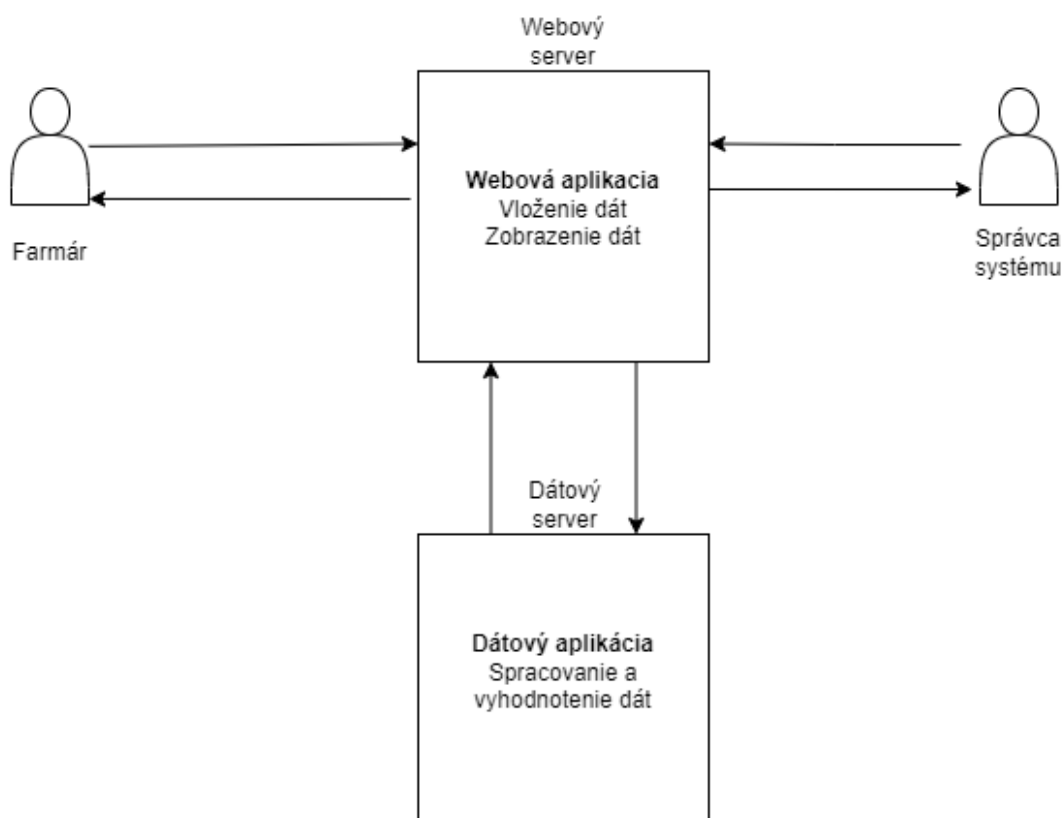 Webový
server
Webová aplikacia
Vloženie dát
Zobrazenie dát
Farmár
Správca
systému
Dátový
server
Dátový aplikácia
Spracovanie a
vyhodnotenie dát